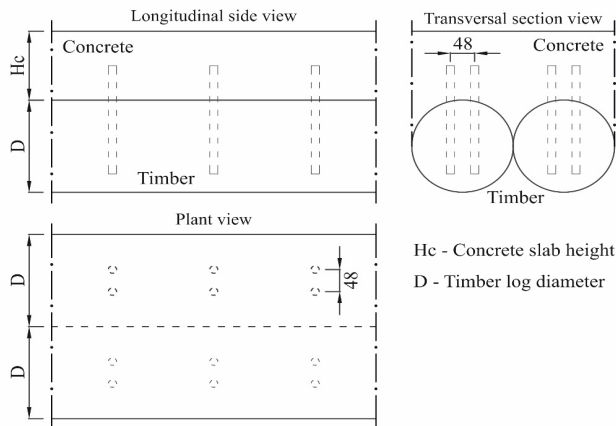 Longitudinal side view
Hc
Concrete
D
Timber
Transversal section view
48
Concrete
Timber
Plant view
D
48
D
Hc - Concrete slab height
D - Timber log diameter